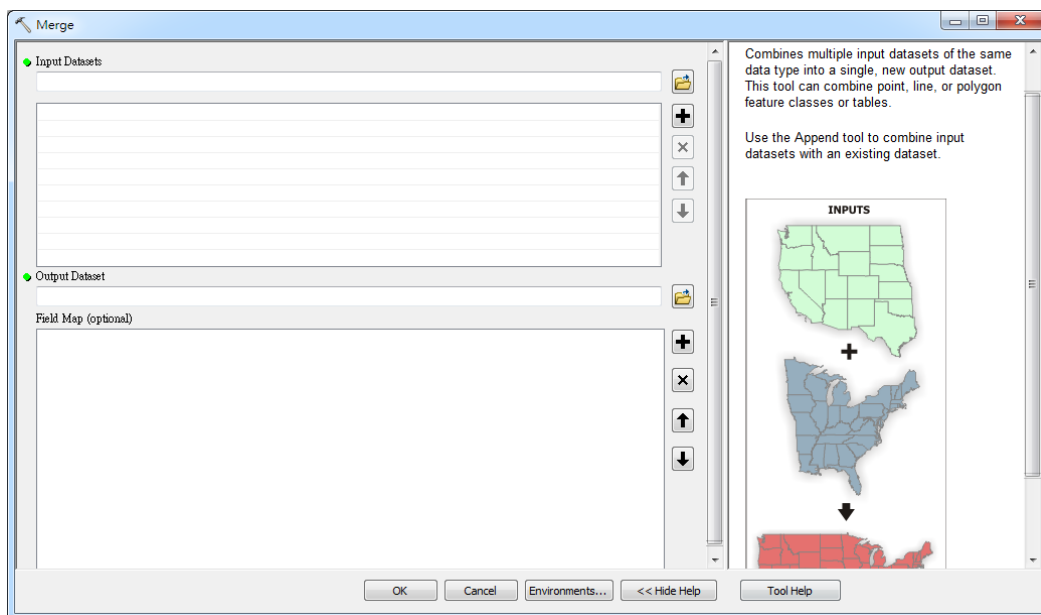 Merge
Input Datasets
Output Dataset
Field Map (optional)
Combines multiple input datasets of the same
data type into a single, new output dataset.
This tool can combine point, line, or polygon
feature classes or tables.
Use the Append tool to combine input
datasets with an existing dataset.
INPUTS
OK
Cancel
Environments...
<< Hide Help
Tool Help